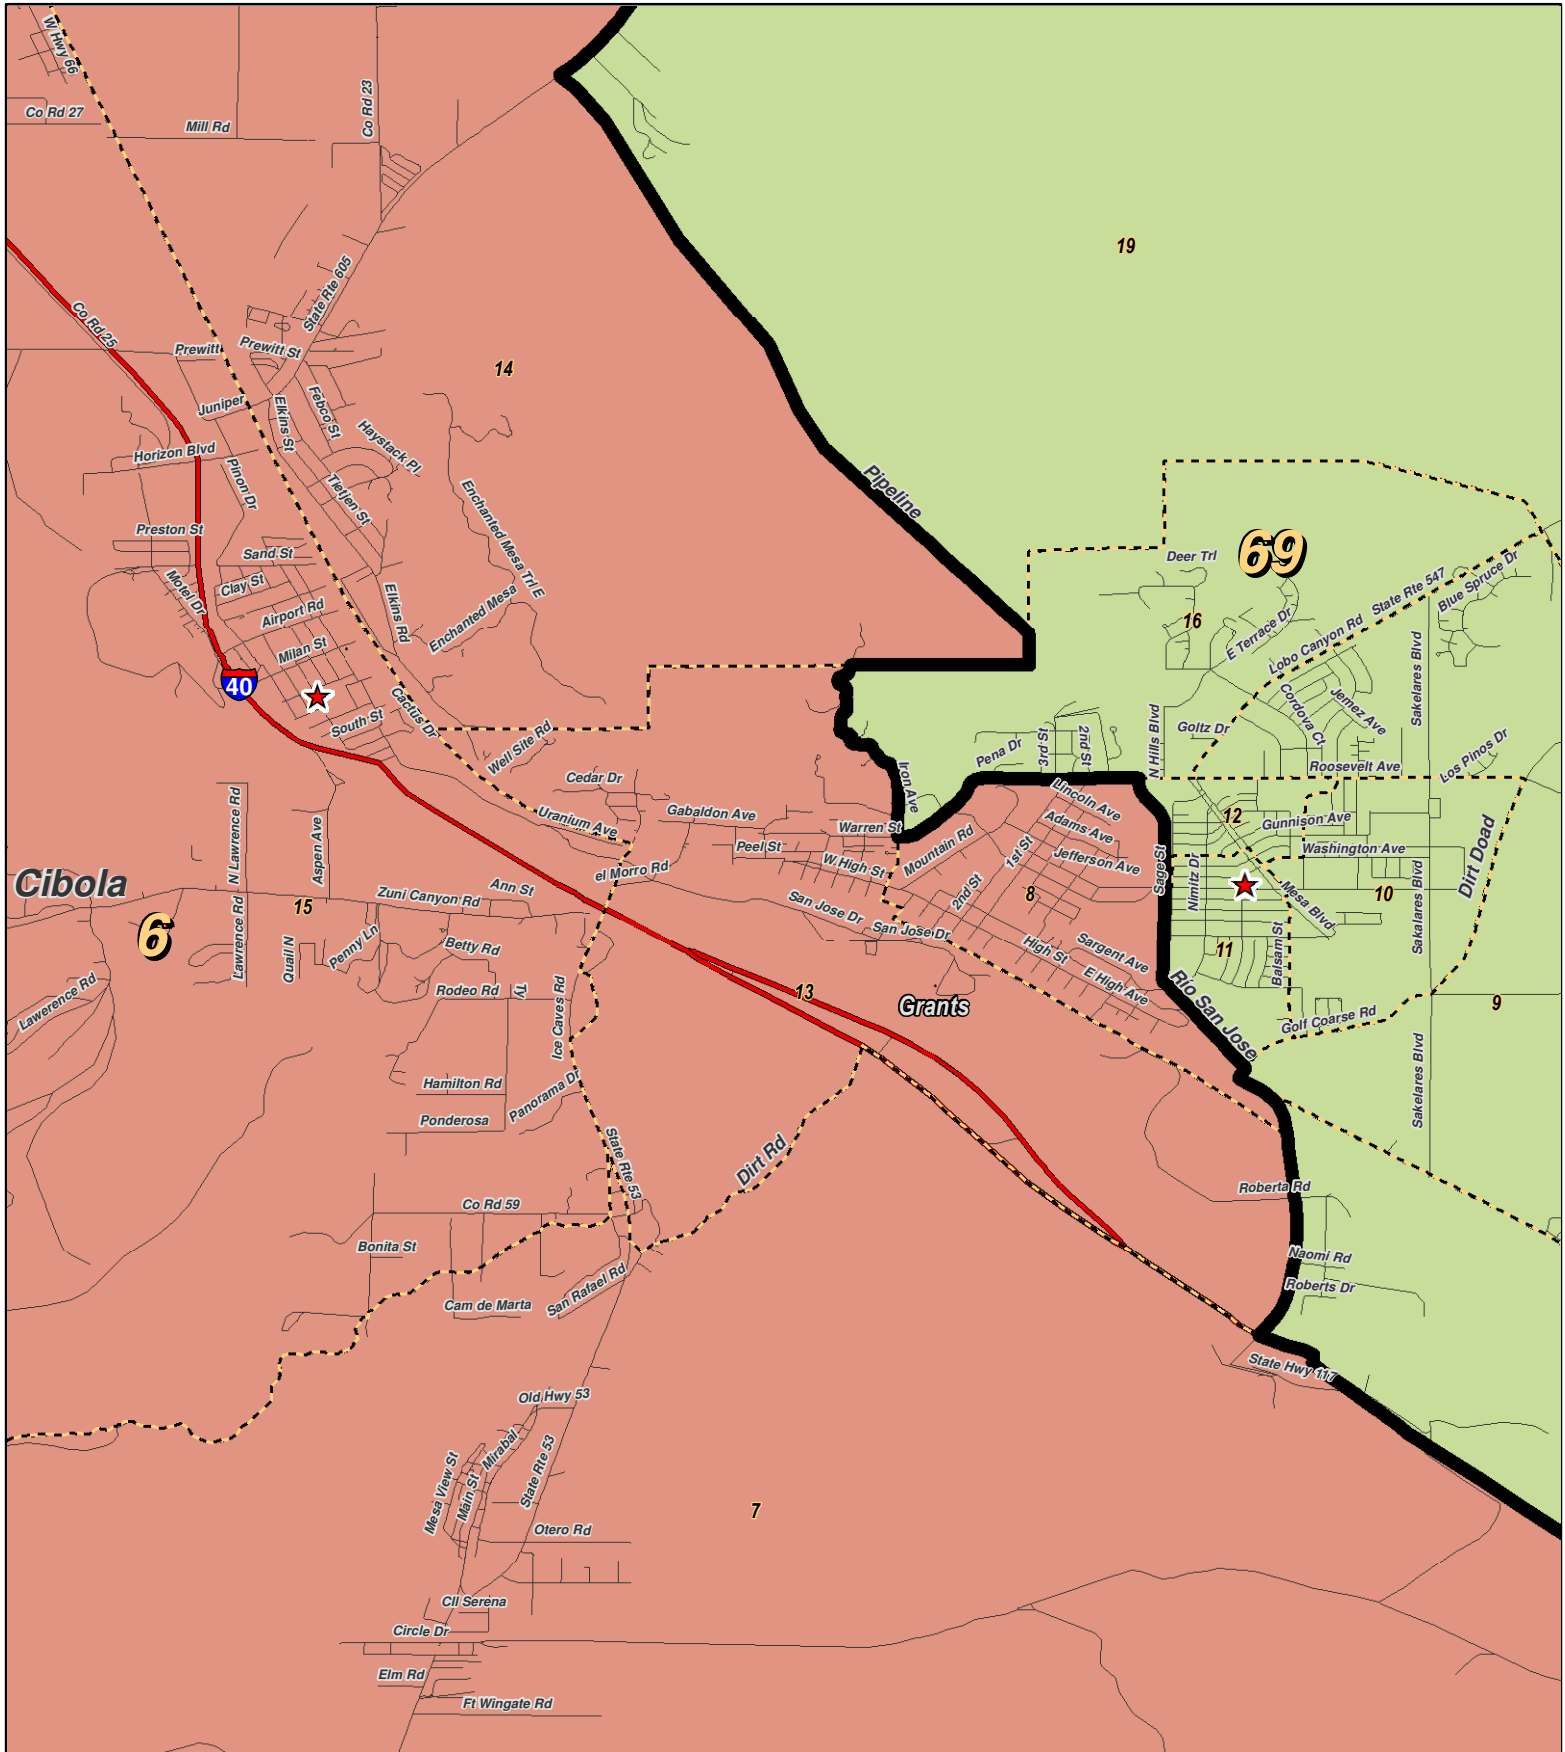 W Hwy 66
Co Rd 27
Mill Rd
Co Rd 23
19
State Rte 605
Co Rd 25
Prewitt
Prewitt St
14
Juniper
Elkins St
Febco St
Haystack Pl
Horizon Blvd
Pinon Dr
Tietjen St
Enchanted Mesa Trl E
Pipeline
Preston St
Sand St
69
Deer Trl
Motel Dr
Clay St
Airport Rd
Elkins Rd
Enchanted Mesa
16
E Terrace Dr
Lobo Canyon Rd
State Rte 547
Blue Spruce Dr
Milan St
Sakelares Blvd
40
Cactus Dr
South St
Well Site Rd
N Hills Blvd
Goltz Dr
Cordova Ct
Jemez Ave
Pena Dr
3rd St
2nd St
Roosevelt Ave
Los Pinos Dr
Cedar Dr
Iron Ave
Lincoln Ave
N Lawrence Rd
Aspen Ave
Uranium Ave
Gabaldon Ave
Warren St
Adams Ave
12
Gunnison Ave
Peel St
W High St
Mountain Rd
1st St
Jefferson Ave
Washington Ave
Dirt Doad
Cibola
el Morro Rd
Sage St
Nimitz Dr
Zuni Canyon Rd
Ann St
2nd St
8
Mesa Blvd
10
Sakalares Blvd
15
San Jose Dr
San Jose Dr
6
Lawrence Rd
Quail N
Penny Ln
Betty Rd
High St
Sargent Ave
11
Balsam St
Lawerence Rd
Rodeo Rd
Ty
Ice Caves Rd
13
Grants
E High Ave
Rio San Jose
9
Golf Coarse Rd
Hamilton Rd
Panorama Dr
Sakelares Blvd
Ponderosa
State Rte 53
Dirt Rd
Co Rd 59
Roberta Rd
Bonita St
Naomi Rd
Cam de Marta
San Rafael Rd
Roberts Dr
State Hwy 117
Old Hwy 53
Mesa View St
Main St
Mirabal
State Rte 53
7
Otero Rd
Cll Serena
Circle Dr
Elm Rd
Ft Wingate Rd